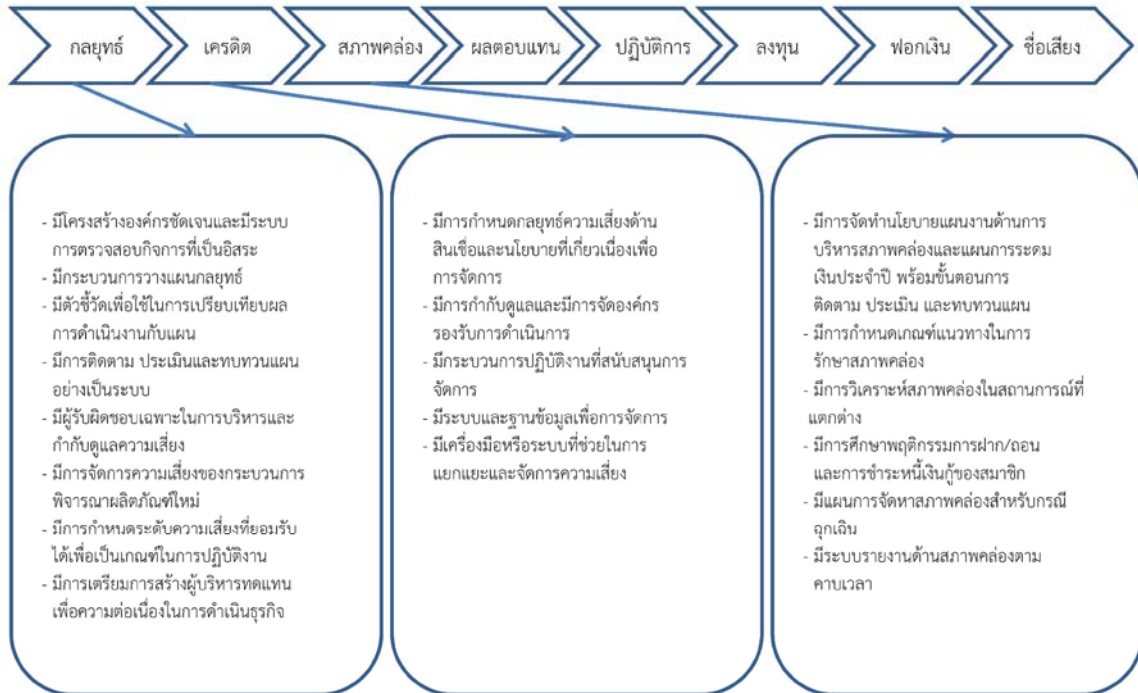 กลยุทธ์
เครดิต
สภาพคล่อง
ผลตอบแทน
ปฏิบัติการ
ลงทุน
ฟอกเงิน
ชื่อเสียง
- มีโครงสร้างองค์กรชัดเจนและมีระบบ
การตรวจสอบกิจการที่เป็นอิสระ
- มีกระบวนการวางแผนกลยุทธ์
- มีตัวชี้วัดเพื่อใช้ในการเปรียบเทียบผล
การดำเนินงานกับแผน
- มีการติดตาม ประเมินและทบทวนแผน
อย่างเป็นระบบ
- มีผู้รับผิดชอบเฉพาะในการบริหารและ
กำกับดูแลความเสี่ยง
- มีการจัดการความเสี่ยงของกระบวนการ
พิจารณาผลิตภัณฑ์ใหม่
- มีการกำหนดระดับความเสี่ยงที่ยอมรับ
ได้เพื่อเป็นเกณฑ์ในการปฏิบัติงาน
- มีการเตรียมการสร้างผู้บริหารทดแทน
เพื่อความต่อเนื่องในการดำเนินธุรกิจ
- มีการกำหนดกลยุทธ์ความเสี่ยงด้าน
สินเชื่อและนโยบายที่เกี่ยวเนื่องเพื่อ
การจัดการ
- มีการกำกับดูแลและมีการจัดองค์กร
รองรับการดำเนินการ
- มีกระบวนการปฏิบัติงานที่สนับสนุนการ
จัดการ
- มีระบบและฐานข้อมูลเพื่อการจัดการ
- มีเครื่องมือหรือระบบที่ช่วยในการ
แยกแยะและจัดการความเสี่ยง
- มีการจัดทำนโยบายแผนงานด้านการ
บริหารสภาพคล่องและแผนการระดม
เงินประจำปี พร้อมขั้นตอนการ
ติดตาม ประเมิน และทบทวนแผน
- มีการกำหนดเกณฑ์แนวทางในการ
รักษาสภาพคล่อง
- มีการวิเคราะห์สภาพคล่องในสถานการณ์ที่
แตกต่าง
- มีการศึกษาพฤติกรรมการฝาก/ถอน
และการชำระหนี้เงินกู้ของสมาชิก
- มีแผนการจัดหาสภาพคล่องสำหรับกรณี
ฉุกเฉิน
- มีระบบรายงานด้านสภาพคล่องตาม
คาบเวลา